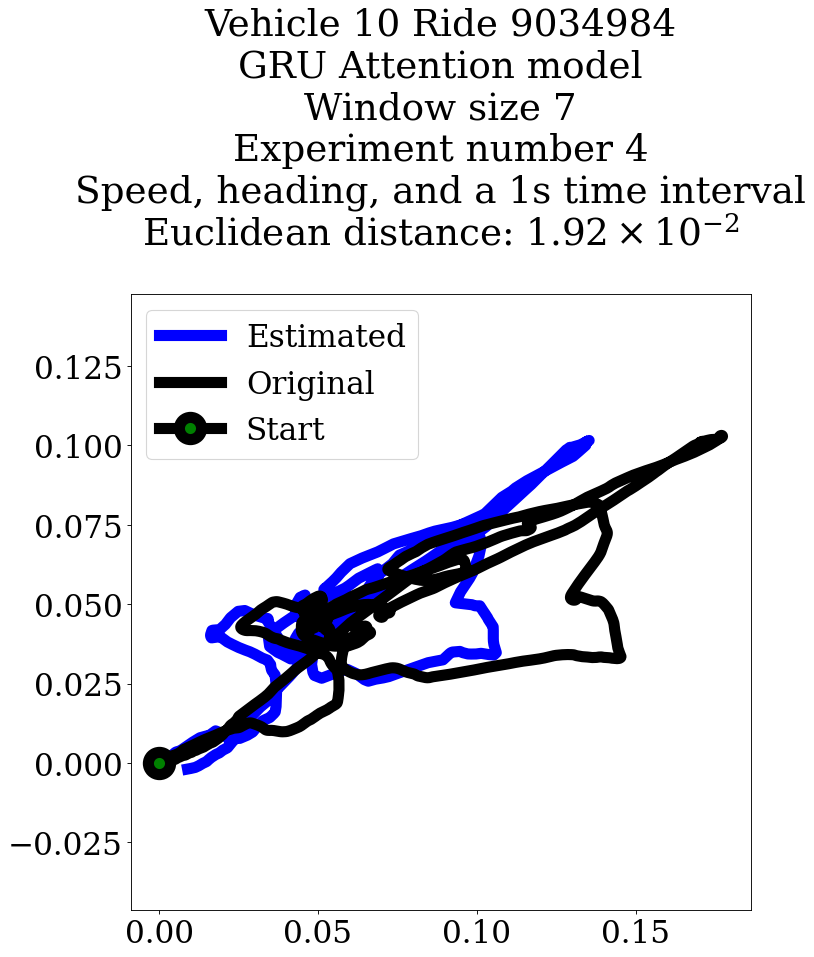 Vehicle 10 Ride 9034984
GRU Attention model
Window size 7
Experiment number 4
Speed, heading, and a 1s time interval
Euclidean distance: 1.92 × 10⁻²
Estimated
Original
Start
0.125
0.100
0.075
0.050
0.025
0.000
−0.025
0.00 0.05 0.10 0.15